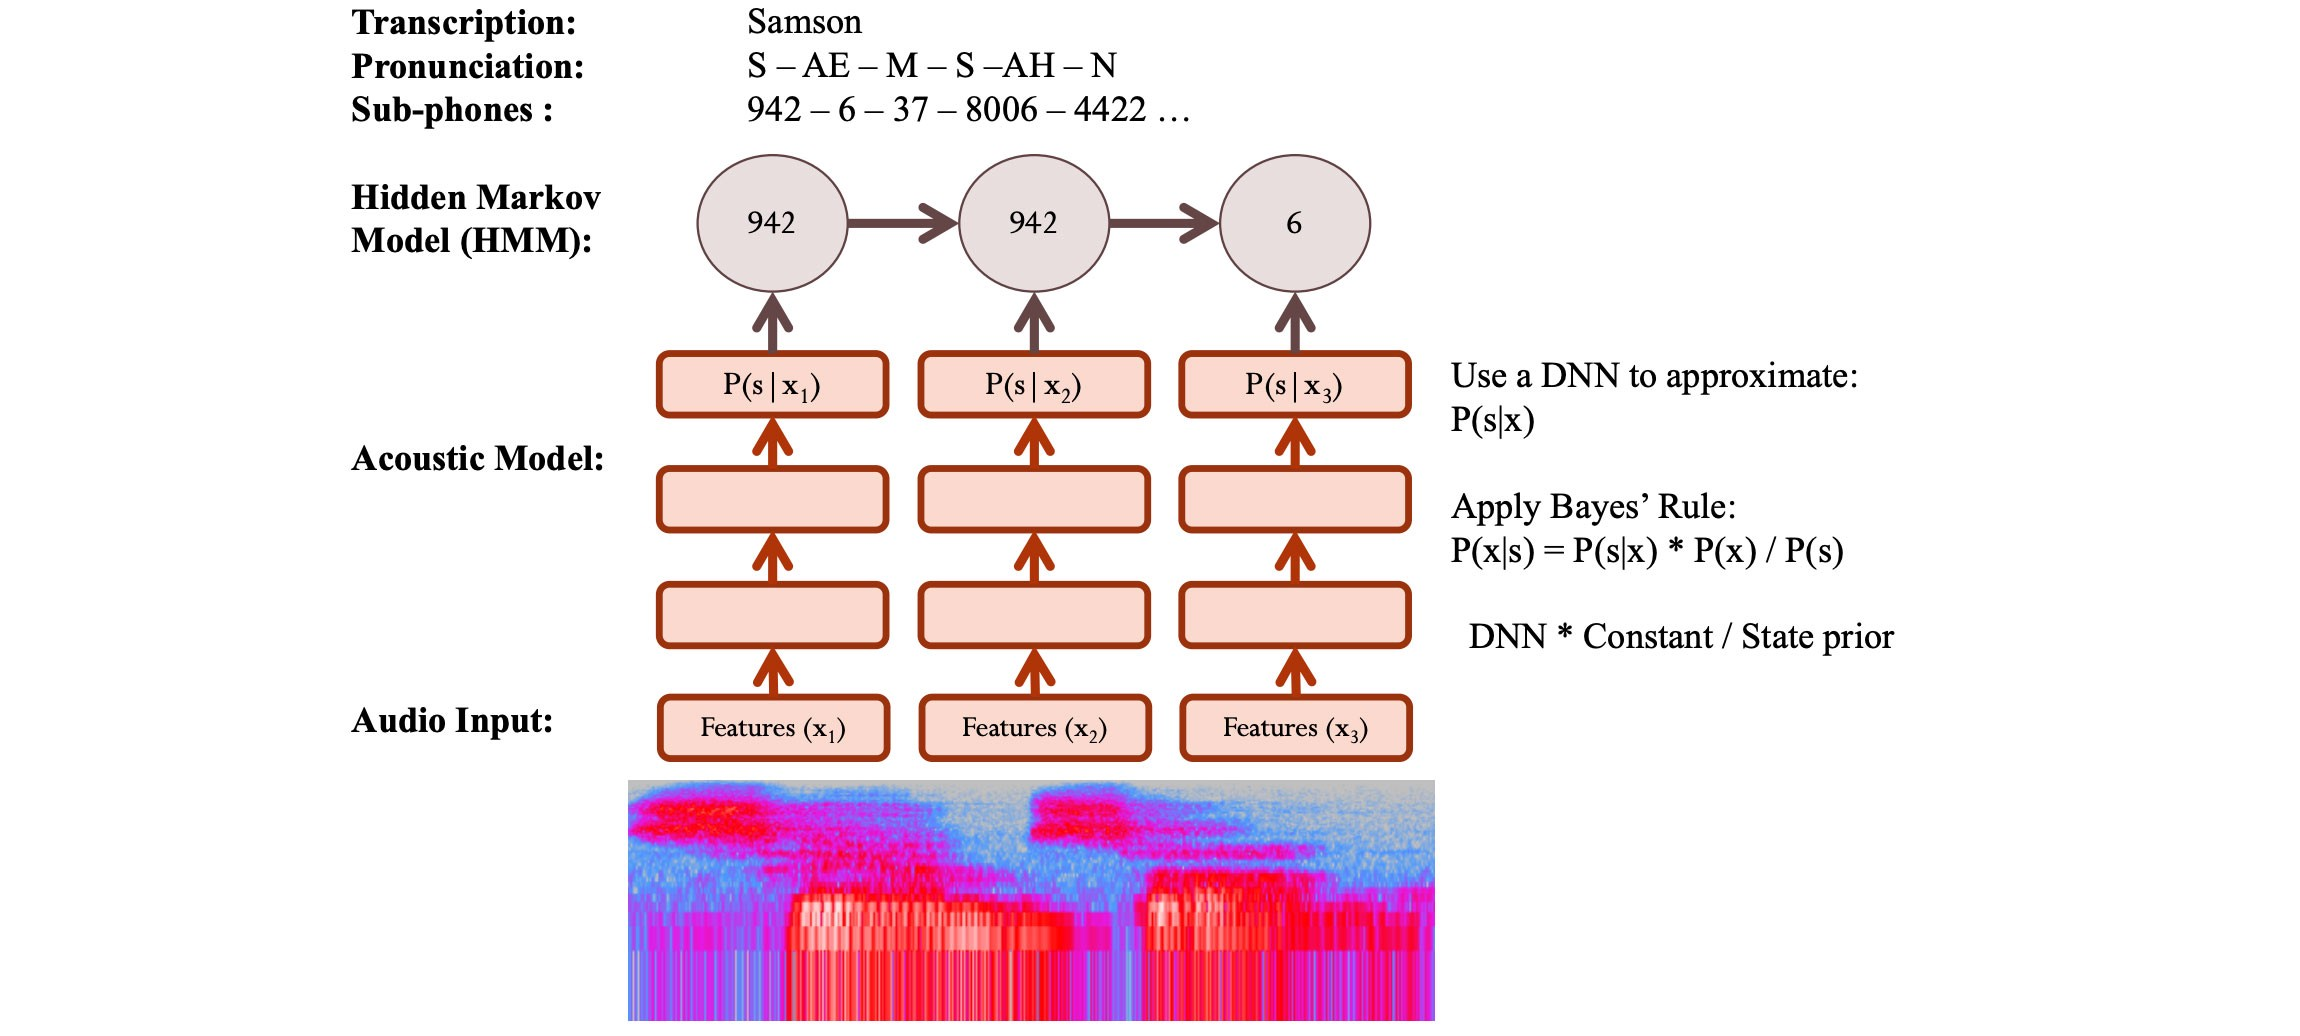 Transcription: Samson
Pronunciation: S – AE – M – S –AH – N
Sub-phones : 942 – 6 – 37 – 8006 – 4422 …
Hidden Markov
Model (HMM):
942 942 6
P(s|x₁) P(s|x₂) P(s|x₃)
Use a DNN to approximate:
P(s|x)
Acoustic Model:
Apply Bayes’ Rule:
P(x|s) = P(s|x) * P(x) / P(s)
DNN * Constant / State prior
Audio Input:
Features (x₁) Features (x₂) Features (x₃)